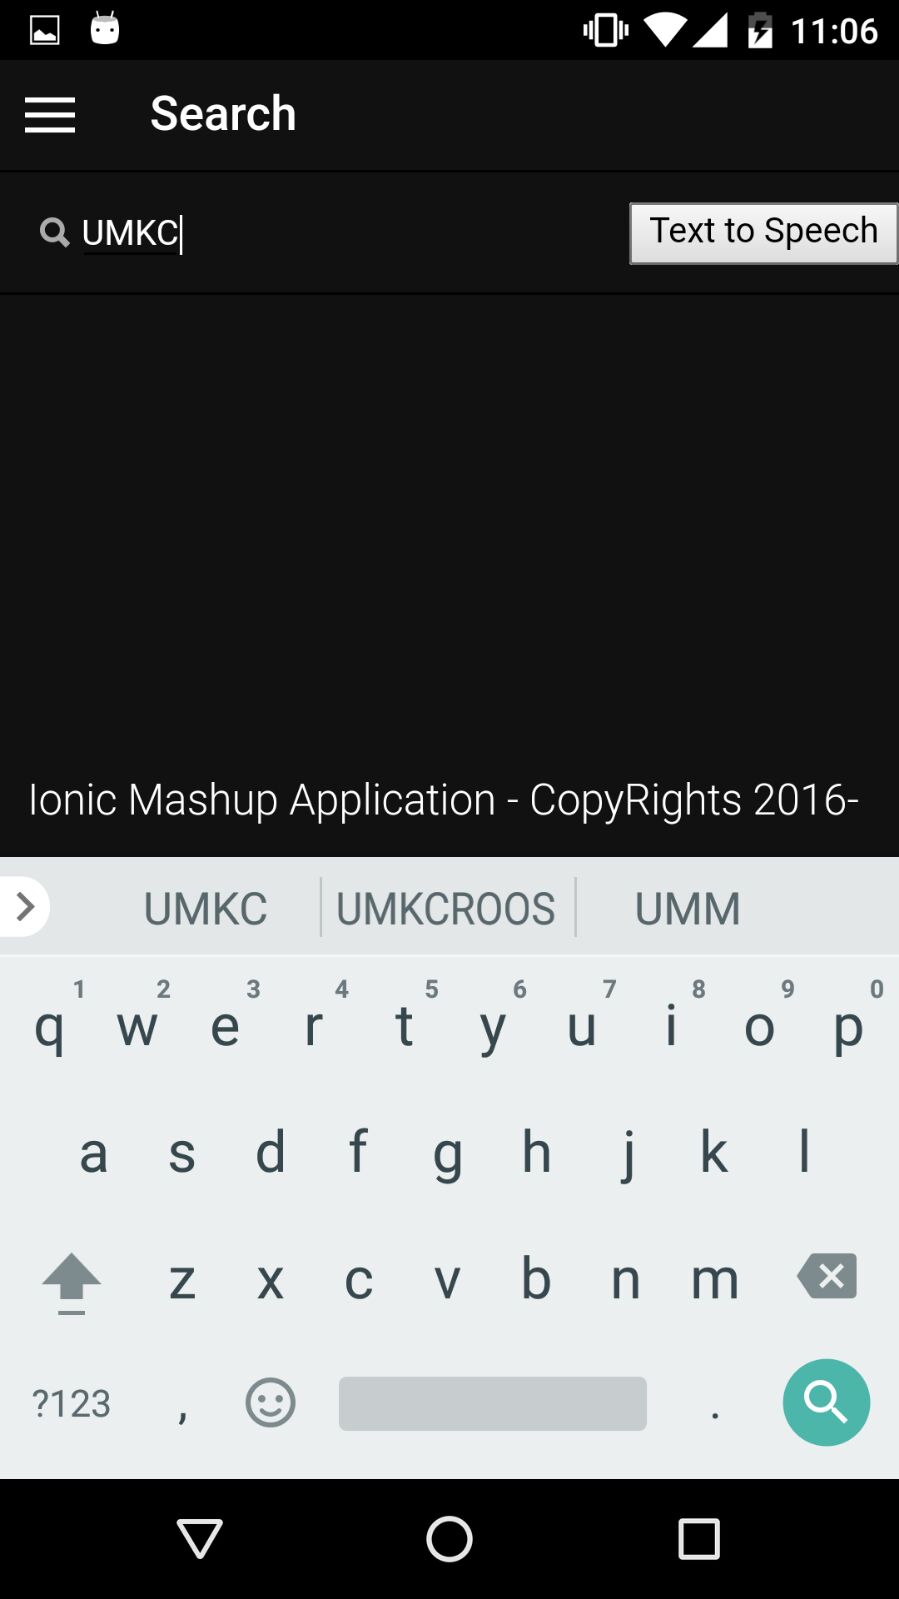 11:06
Search
UMKC Text to Speech
Ionic Mashup Application - CopyRights 2016-
UMKC UMKCROOS UMM
1 2 3 4 5 6 7 8 9 0
q w e r t y u i o p
a s d f g h j k l
z x c v b n m
?123 , .